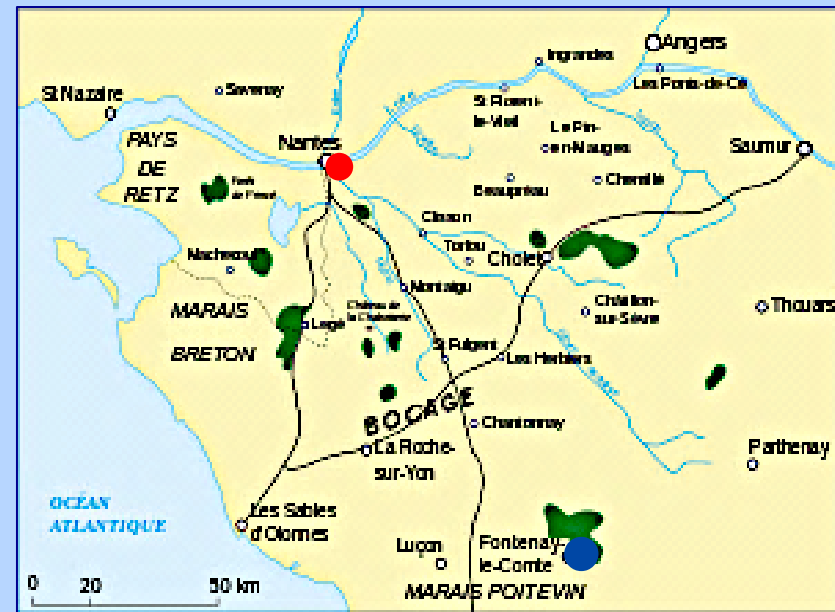 Angers
Ingrandes
St Nazaire
Savenay
Les Ponts-de-Cé
St Florent-
le-Vieil
PAYS
DE
RETZ
Nantes
Le Pin-
en-Mauges
Saumur
Beaupréau
Chemillé
Clisson
Torfou
Cholet
Machecoul
Montaigu
Châtillon-
sur-Sèvre
Thouars
MARAIS
BRETON
Legé
St Fulgent
Les Herbiers
BOCAGE
Chantonnay
La Roche-
sur-Yon
Parthenay
OCÉAN
ATLANTIQUE
Les Sables
d'Olonnes
Luçon
Fontenay-
le-Comte
MARAIS POITEVIN
0 20 50 km